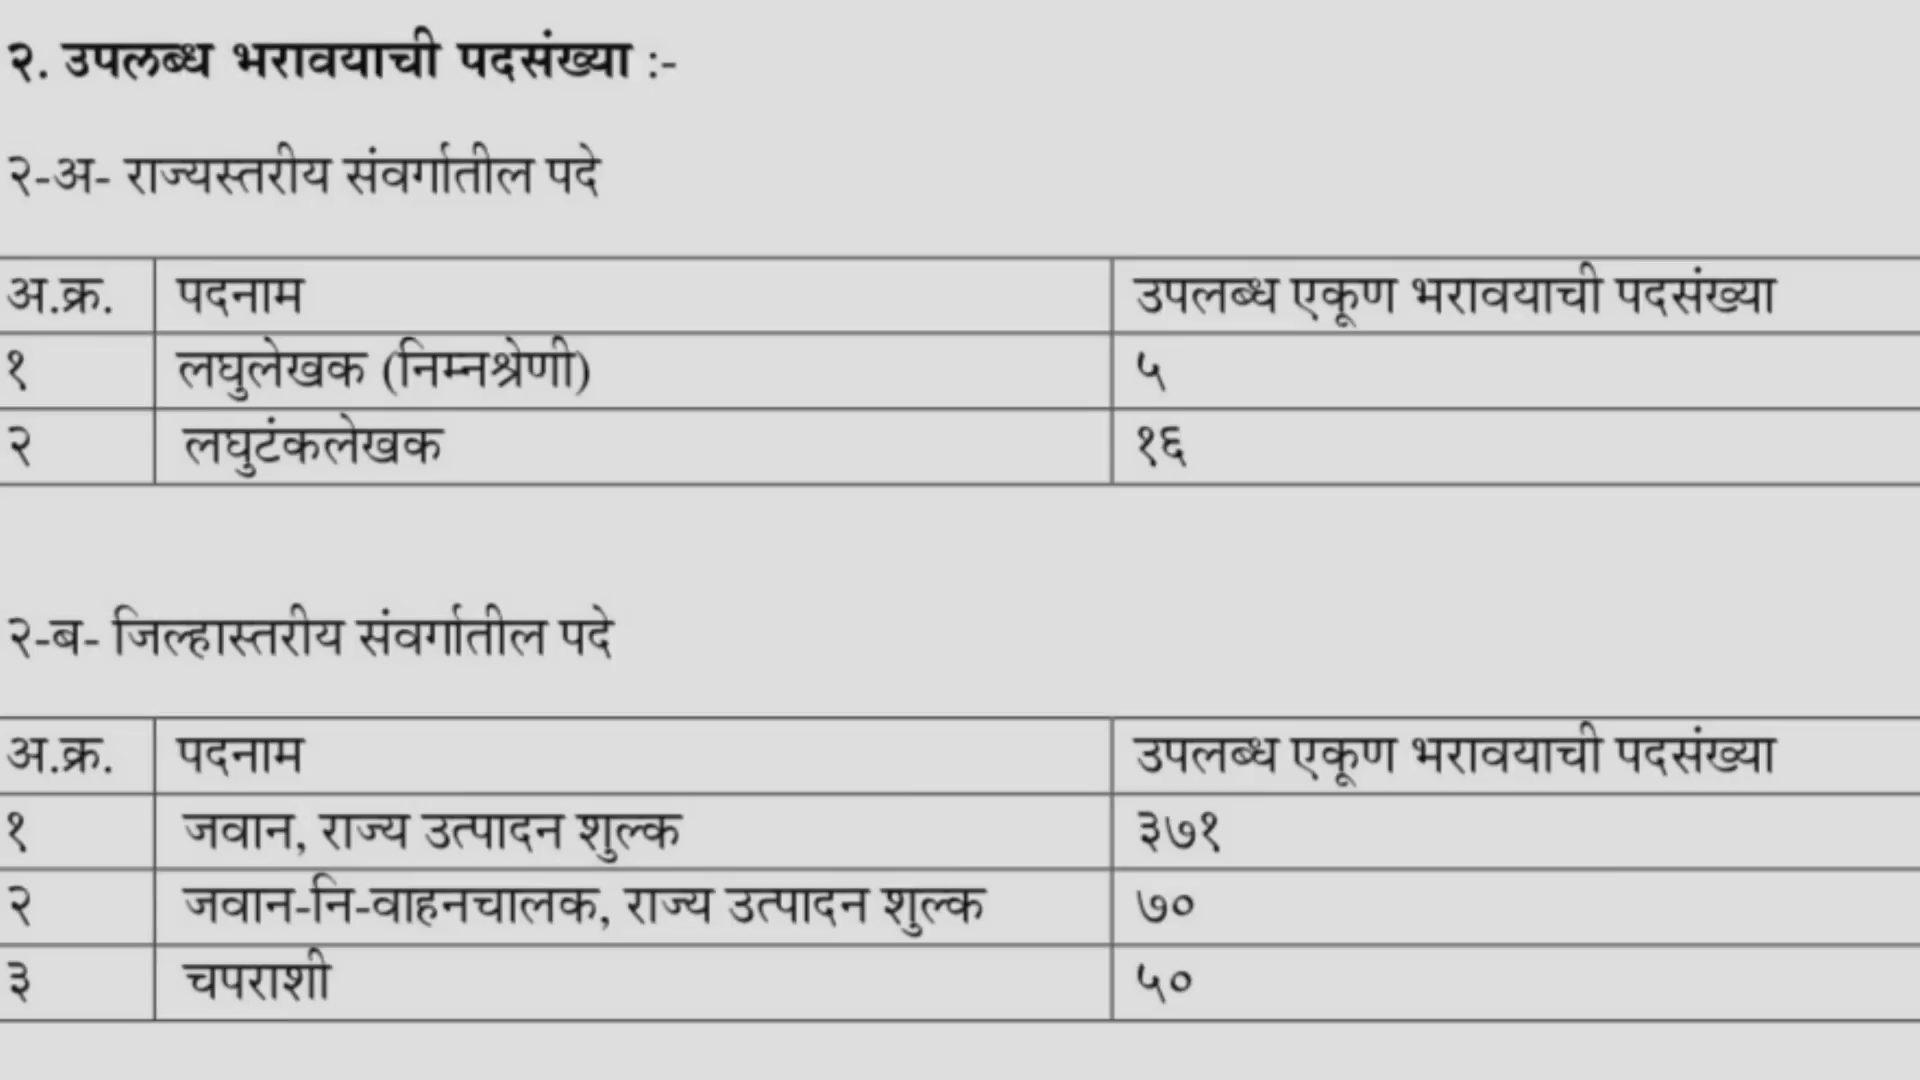 २. उपलब्ध भरावयाची पदसंख्या :-
२-अ- राज्यस्तरीय संवर्गातील पदे
अ.क्र. पदनाम उपलब्ध एकूण भरावयाची पदसंख्या
१ लघुलेखक (निम्नश्रेणी) ५
२ लघुटंकलेखक १६
२-ब- जिल्हास्तरीय संवर्गातील पदे
अ.क्र. पदनाम उपलब्ध एकूण भरावयाची पदसंख्या
१ जवान, राज्य उत्पादन शुल्क ३७१
२ जवान-नि-वाहनचालक, राज्य उत्पादन शुल्क ७०
३ चपराशी ५०